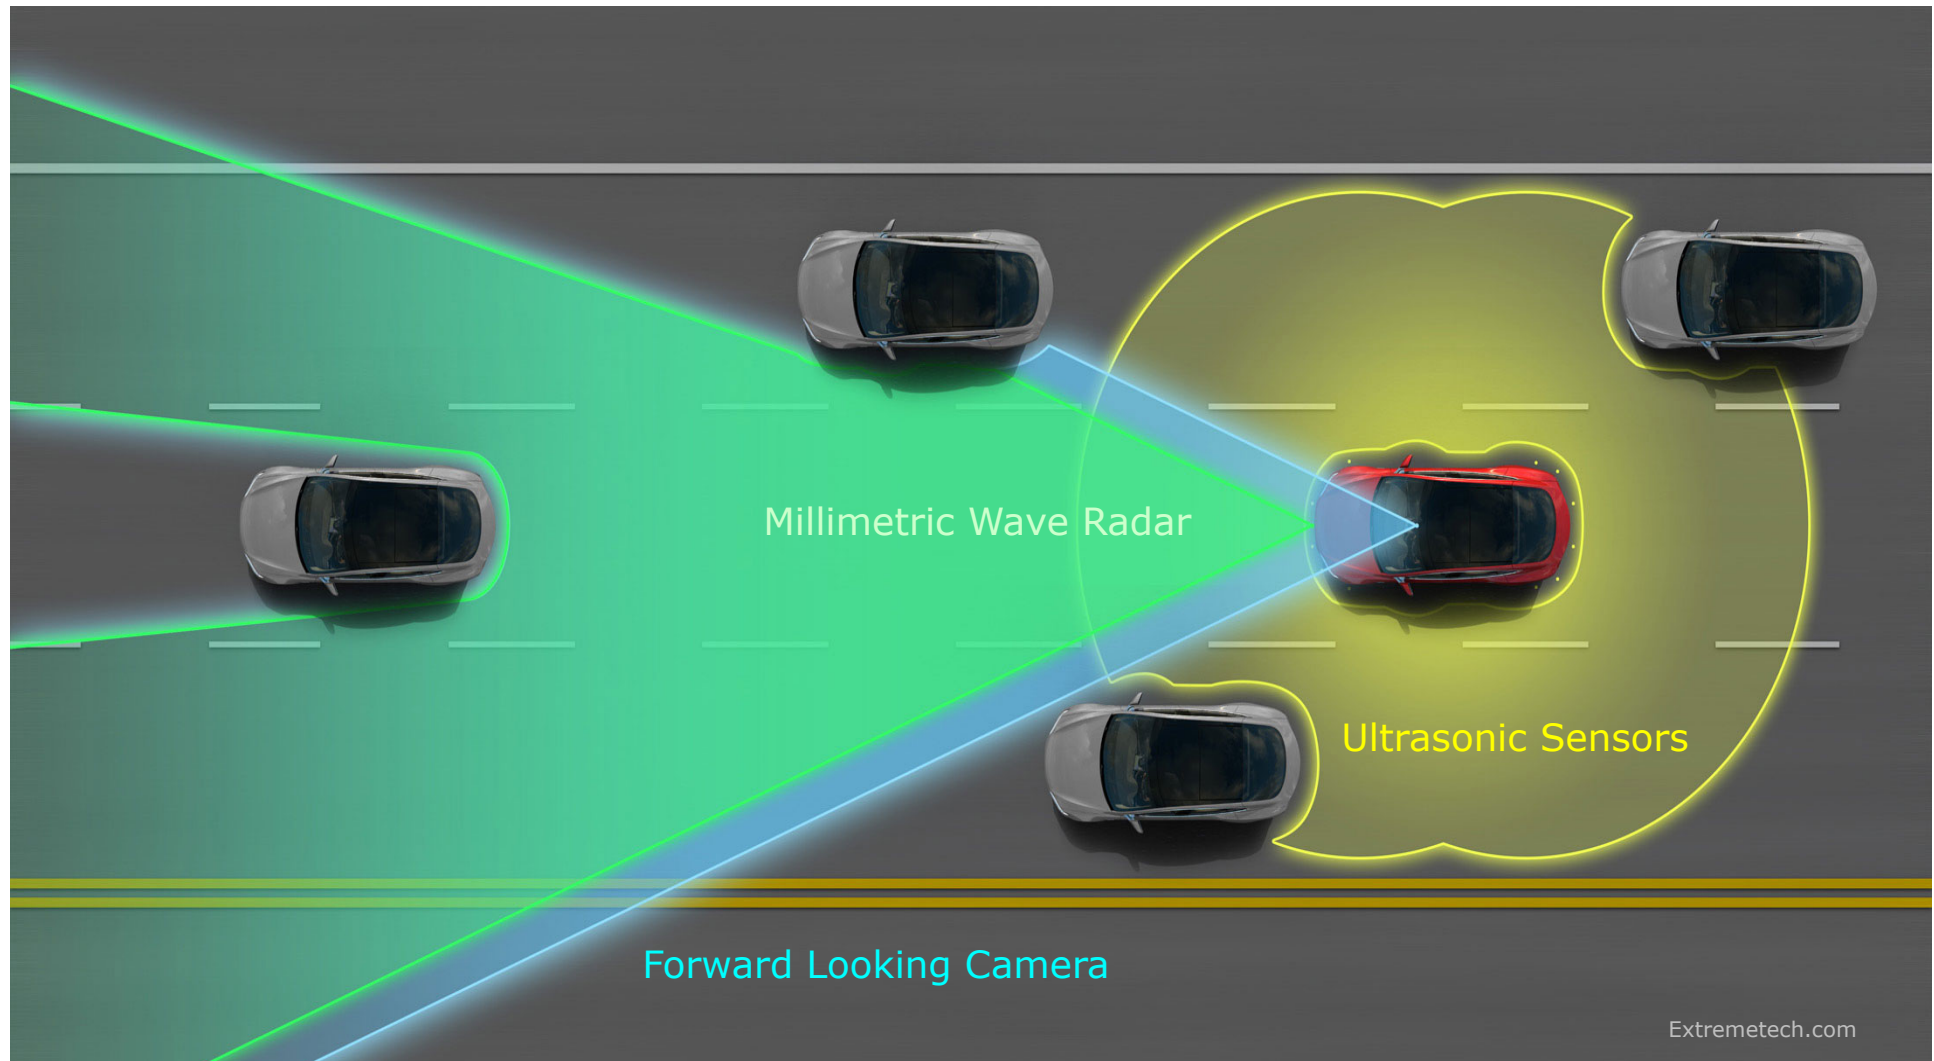 Millimetric Wave Radar
Ultrasonic Sensors
Forward Looking Camera
Extremetech.com